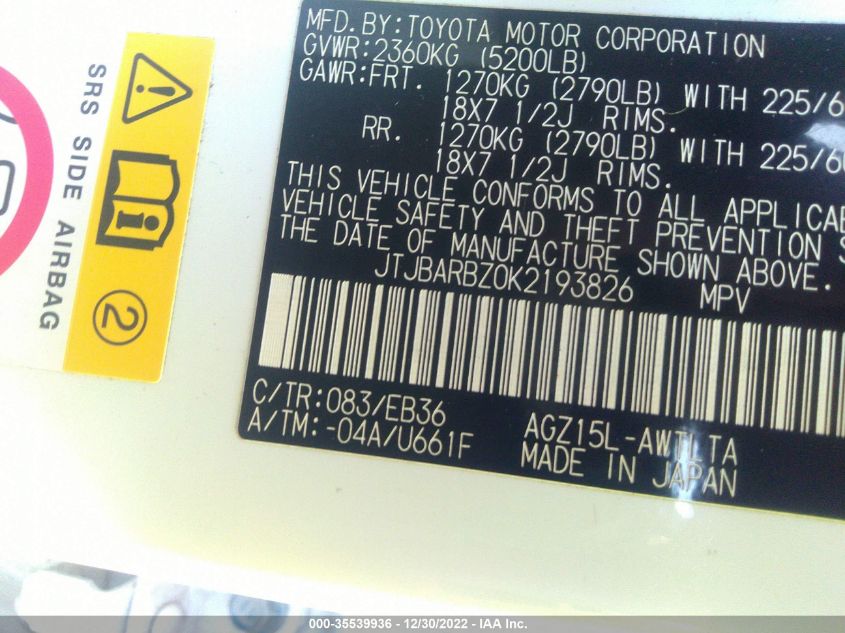 MFD.BY:TOYOTA MOTOR CORPORATION
GVWR:2360KG (5200LB)
GAWR:FRT. 1270KG (2790LB) WITH 225/6
18X7 1/2J RIMS.
RR. 1270KG (2790LB) WITH 225/60
18X7 1/2J RIMS.
THIS VEHICLE CONFORMS TO ALL APPLICAB
VEHICLE SAFETY AND THEFT PREVENTION S
THE DATE OF MANUFACTURE SHOWN ABOVE.
JTJBARBZ0K2193826 MPV
C/TR:083/EB36 AGZ15L-AWTLTA
A/TM:-04A/U661F MADE IN JAPAN
SRS SIDE AIRBAG
2
000-35539936 - 12/30/2022 - IAA Inc.